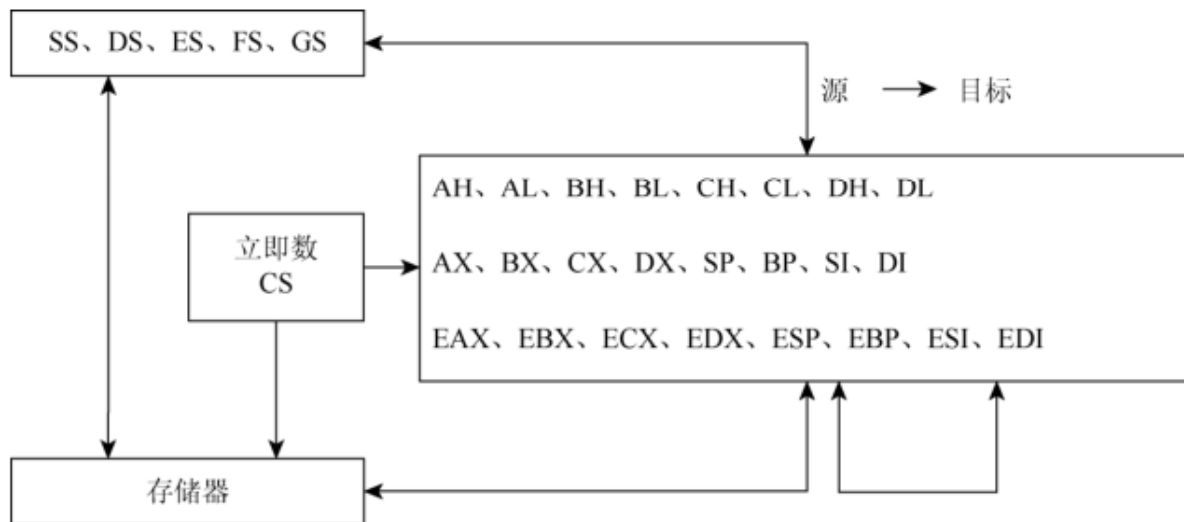 SS、DS、ES、FS、GS
源
目标
AH、AL、BH、BL、CH、CL、DH、DL
立即数
CS
AX、BX、CX、DX、SP、BP、SI、DI
EAX、EBX、ECX、EDX、ESP、EBP、ESI、EDI
存储器